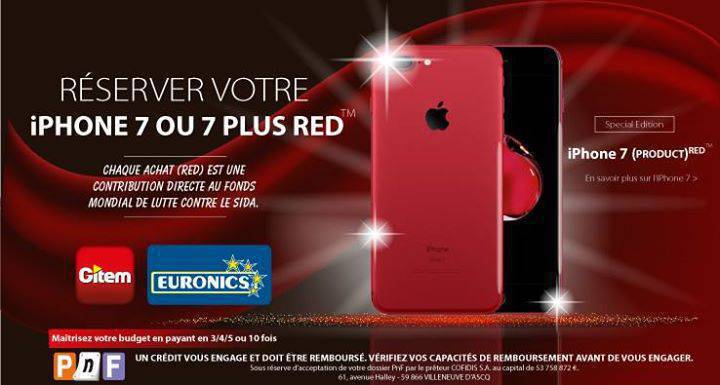 RÉSERVER VOTRE
iPHONE 7 OU 7 PLUS RED™
CHAQUE ACHAT (RED) EST UNE
CONTRIBUTION DIRECTE AU FONDS
MONDIAL DE LUTTE CONTRE LE SIDA.
Gitem
EURONICS
iPhone
Special Edition
iPhone 7 (PRODUCT)RED™
En savoir plus sur l'iPhone 7 >
Maîtrisez votre budget en payant en 3/4/5 ou 10 fois
PnF
UN CRÉDIT VOUS ENGAGE ET DOIT ÊTRE REMBOURSÉ. VÉRIFIEZ VOS CAPACITÉS DE REMBOURSEMENT AVANT DE VOUS ENGAGER.
Sous réserve d'acceptation de votre dossier PnF par le prêteur COFIDIS S.A. au capital de 53 758 872 €.
61, avenue Halley - 59 866 VILLENEUVE D'ASCQ